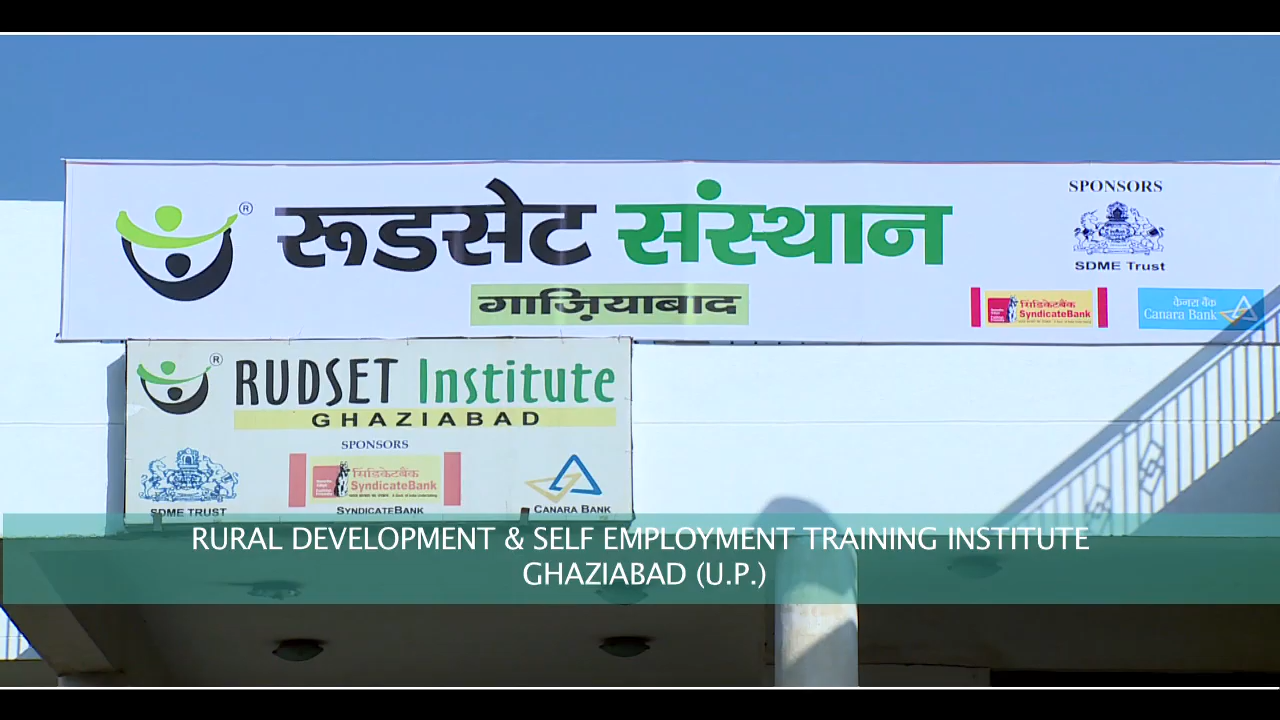 ®
रूडसेट संस्थान
गाज़ियाबाद
SPONSORS
SDME Trust
सिंडिकेटबैंक
SyndicateBank
केनरा बैंक
Canara Bank
®
RUDSET Institute
GHAZIABAD
SPONSORS
SDME TRUST
सिंडिकेटबैंक
SyndicateBank
SYNDICATEBANK
CANARA BANK
RURAL DEVELOPMENT & SELF EMPLOYMENT TRAINING INSTITUTE
GHAZIABAD (U.P.)